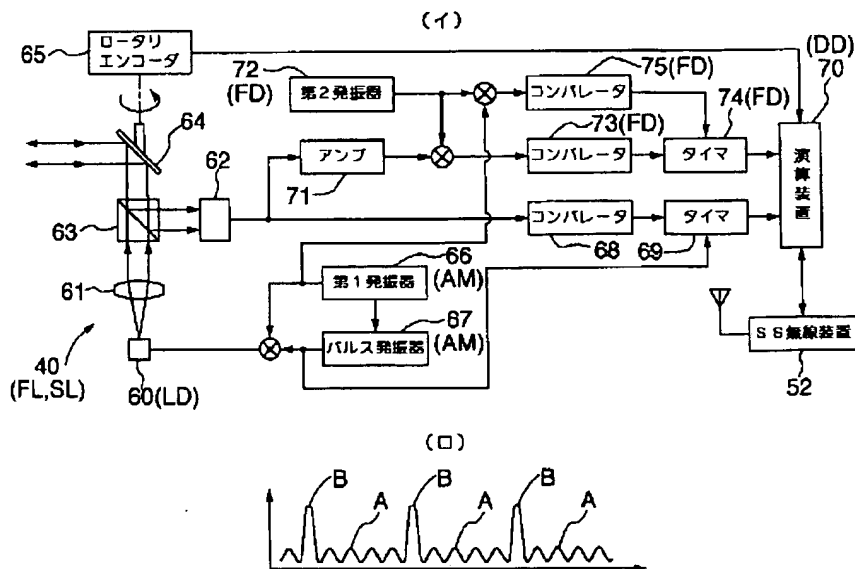 (イ)
ロータリ
エンコーダ
65
64
63
62
61
40
(FL,SL)
60(LD)
72
(FD)
第2発振器
アンプ
71
75(FD)
コンパレータ
73(FD)
コンパレータ
74(FD)
タイマ
コンパレータ
68
タイマ
69
66
(AM)
第1発振器
67
(AM)
パルス発振器
(DD)
70
演算装置
SS無線装置
52
(ロ)
B
A
B
A
B
A